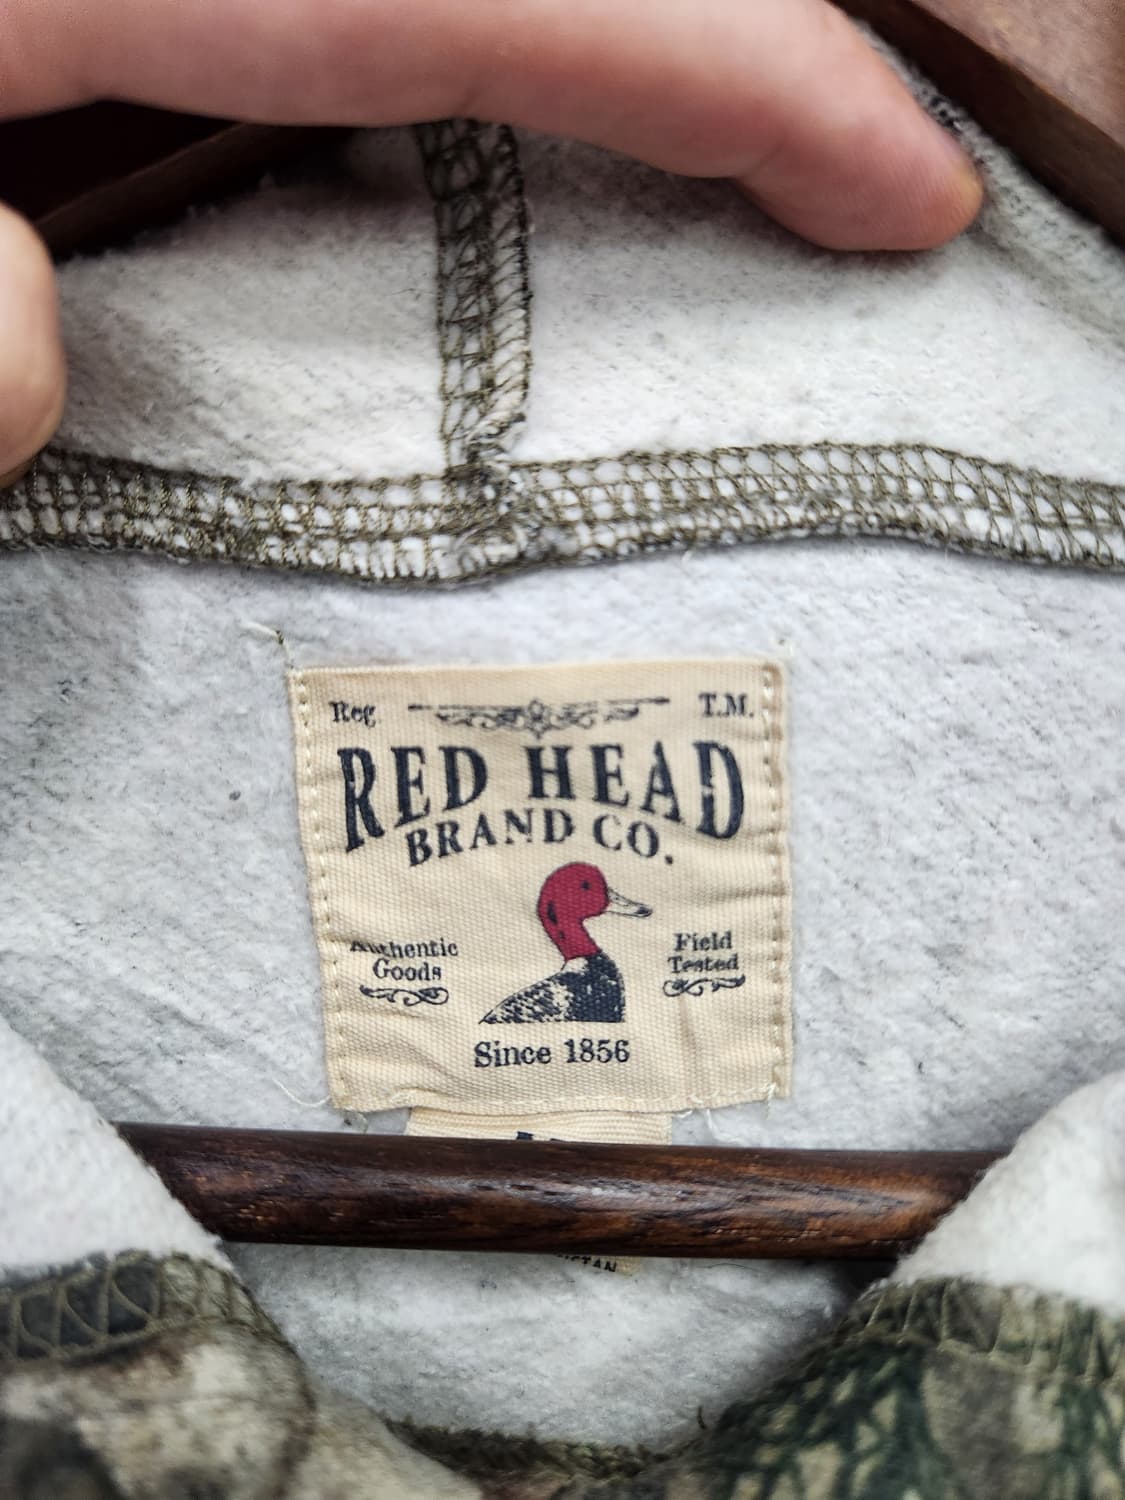 Reg. T.M.
RED HEAD
BRAND CO.
Authentic
Goods
Field
Tested
Since 1856